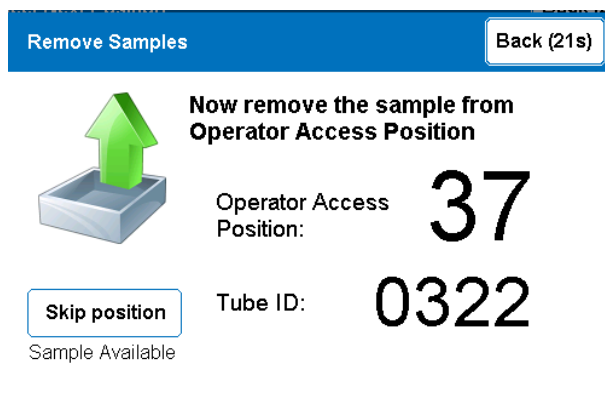 Remove Samples
Back (21s)
Now remove the sample from
Operator Access Position
Operator Access
Position:
37
Tube ID:
0322
Skip position
Sample Available